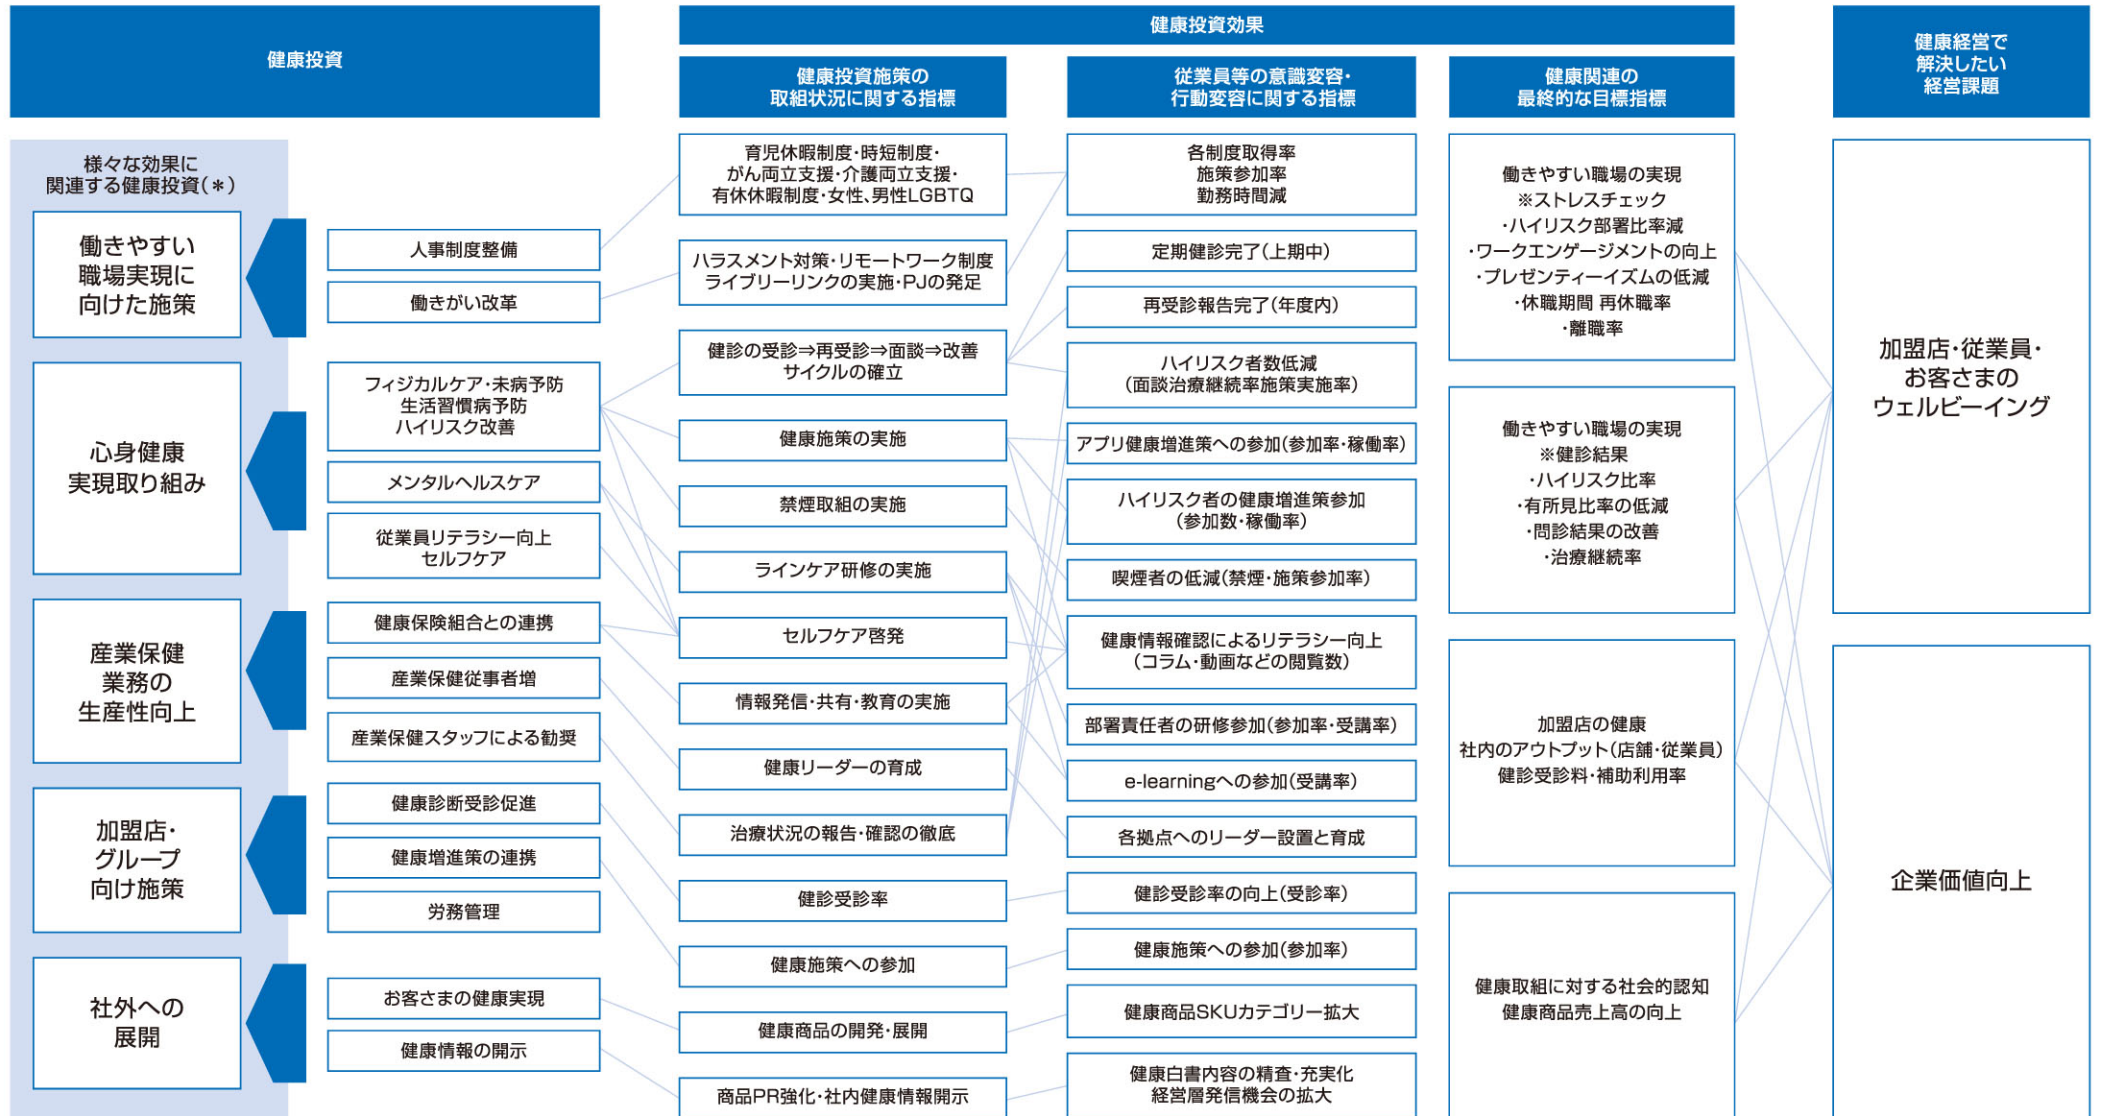 健康投資
健康投資効果
健康経営で
解決したい
経営課題
健康投資施策の
取組状況に関する指標
従業員等の意識変容・
行動変容に関する指標
健康関連の
最終的な目標指標
様々な効果に
関連する健康投資(＊)
働きやすい
職場実現に
向けた施策
心身健康
実現取り組み
産業保健
業務の
生産性向上
加盟店・
グループ
向け施策
社外への
展開
人事制度整備
働きがい改革
フィジカルケア・未病予防
生活習慣病予防
ハイリスク改善
メンタルヘルスケア
従業員リテラシー向上
セルフケア
健康保険組合との連携
産業保健従事者増
産業保健スタッフによる勧奨
健康診断受診促進
健康増進策の連携
労務管理
お客さまの健康実現
健康情報の開示
育児休暇制度・時短制度・
がん両立支援・介護両立支援・
有休休暇制度・女性、男性LGBTQ
ハラスメント対策・リモートワーク制度
ライブリーリンクの実施・PJの発足
健診の受診⇒再受診⇒面談⇒改善
サイクルの確立
健康施策の実施
禁煙取組の実施
ラインケア研修の実施
セルフケア啓発
情報発信・共有・教育の実施
健康リーダーの育成
治療状況の報告・確認の徹底
健診受診率
健康施策への参加
健康商品の開発・展開
商品PR強化・社内健康情報開示
各制度取得率
施策参加率
勤務時間減
定期健診完了(上期中)
再受診報告完了(年度内)
ハイリスク者数低減
(面談治療継続率施策実施率)
アプリ健康増進策への参加(参加率・稼働率)
ハイリスク者の健康増進策参加
(参加数・稼働率)
喫煙者の低減(禁煙・施策参加率)
健康情報確認によるリテラシー向上
(コラム・動画などの閲覧数)
部署責任者の研修参加(参加率・受講率)
e-learningへの参加(受講率)
各拠点へのリーダー設置と育成
健診受診率の向上(受診率)
健康施策への参加(参加率)
健康商品SKUカテゴリー拡大
健康白書内容の精査・充実化
経営層発信機会の拡大
働きやすい職場の実現
※ストレスチェック
・ハイリスク部署比率減
・ワークエンゲージメントの向上
・プレゼンティーイズムの低減
・休職期間 再休職率
・離職率
働きやすい職場の実現
※健診結果
・ハイリスク比率
・有所見比率の低減
・問診結果の改善
・治療継続率
加盟店の健康
社内のアウトプット(店舗・従業員)
健診受診料・補助利用率
健康取組に対する社会的認知
健康商品売上高の向上
加盟店・従業員・
お客さまの
ウェルビーイング
企業価値向上